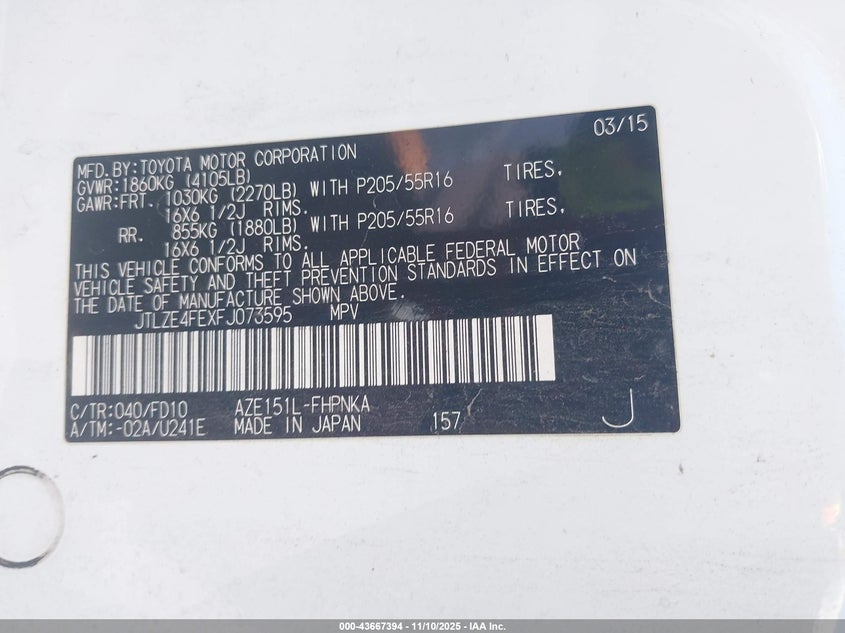 03/15
MFD.BY:TOYOTA MOTOR CORPORATION
GVWR:1860KG (4105LB)
GAWR:FRT. 1030KG (2270LB) WITH P205/55R16 TIRES,
16X6 1/2J RIMS.
RR. 855KG (1880LB) WITH P205/55R16 TIRES,
16X6 1/2J RIMS.
THIS VEHICLE CONFORMS TO ALL APPLICABLE FEDERAL MOTOR
VEHICLE SAFETY AND THEFT PREVENTION STANDARDS IN EFFECT ON
THE DATE OF MANUFACTURE SHOWN ABOVE.
JTLZE4FEXFJ073595 MPV
C/TR:040/FD10 AZE151L-FHPNKA
A/TM:-02A/U241E MADE IN JAPAN 157 J
000-43667394 - 11/10/2025 - IAA Inc.